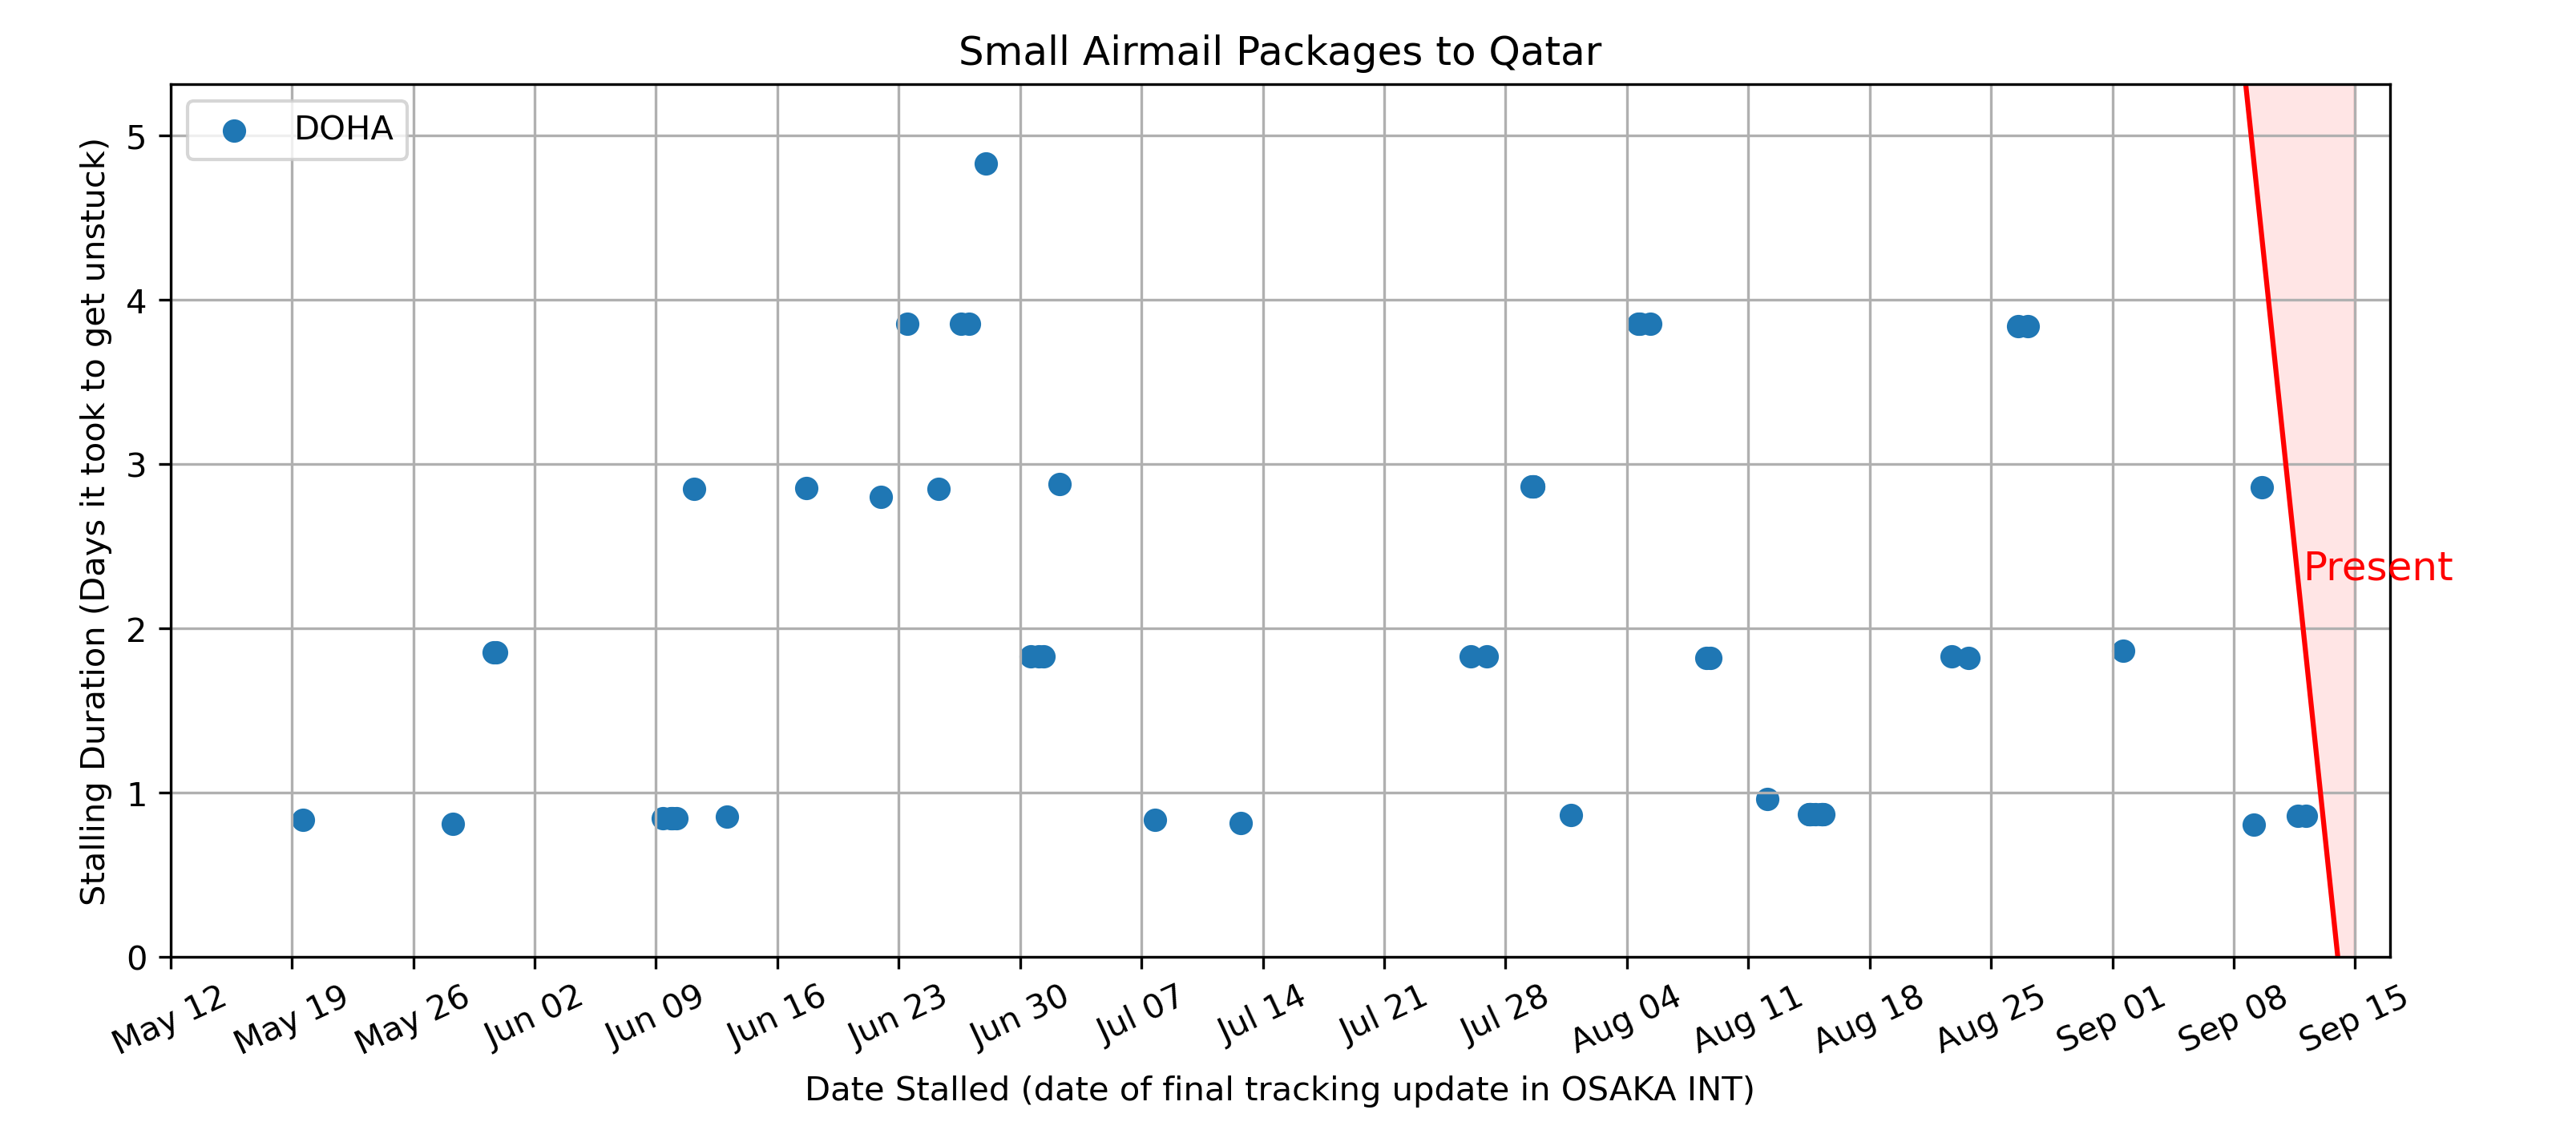 Small Airmail Packages to Qatar
DOHA
Stalling Duration (Days it took to get unstuck)
5
4
3
2
1
0
Present
May 12
May 19
May 26
Jun 02
Jun 09
Jun 16
Jun 23
Jun 30
Jul 07
Jul 14
Jul 21
Jul 28
Aug 04
Aug 11
Aug 18
Aug 25
Sep 01
Sep 08
Sep 15
Date Stalled (date of final tracking update in OSAKA INT)